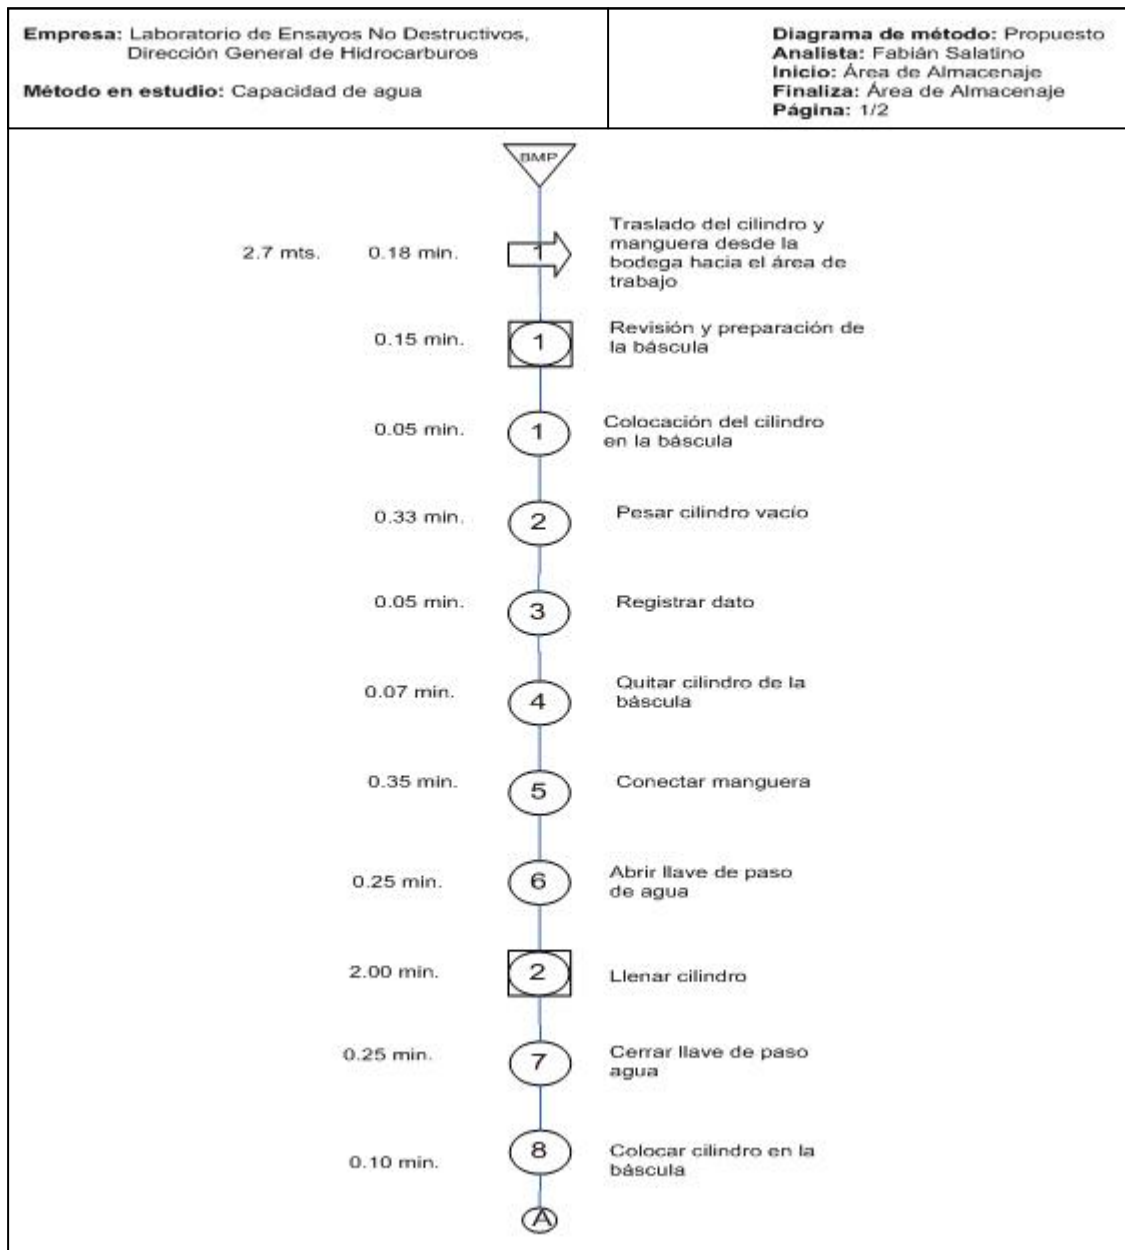 Empresa: Laboratorio de Ensayos No Destructivos,
Dirección General de Hidrocarburos
Método en estudio: Capacidad de agua
Diagrama de método: Propuesto
Analista: Fabián Salatino
Inicio: Área de Almacenaje
Finaliza: Área de Almacenaje
Página: 1/2
BMP
2.7 mts. 0.18 min. 1 Traslado del cilindro y
manguera desde la
bodega hacia el área de
trabajo
0.15 min. 1 Revisión y preparación de
la báscula
0.05 min. 1 Colocación del cilindro
en la báscula
0.33 min. 2 Pesar cilindro vacío
0.05 min. 3 Registrar dato
0.07 min. 4 Quitar cilindro de la
báscula
0.35 min. 5 Conectar manguera
0.25 min. 6 Abrir llave de paso
de agua
2.00 min. 2 Llenar cilindro
0.25 min. 7 Cerrar llave de paso
agua
0.10 min. 8 Colocar cilindro en la
báscula
A